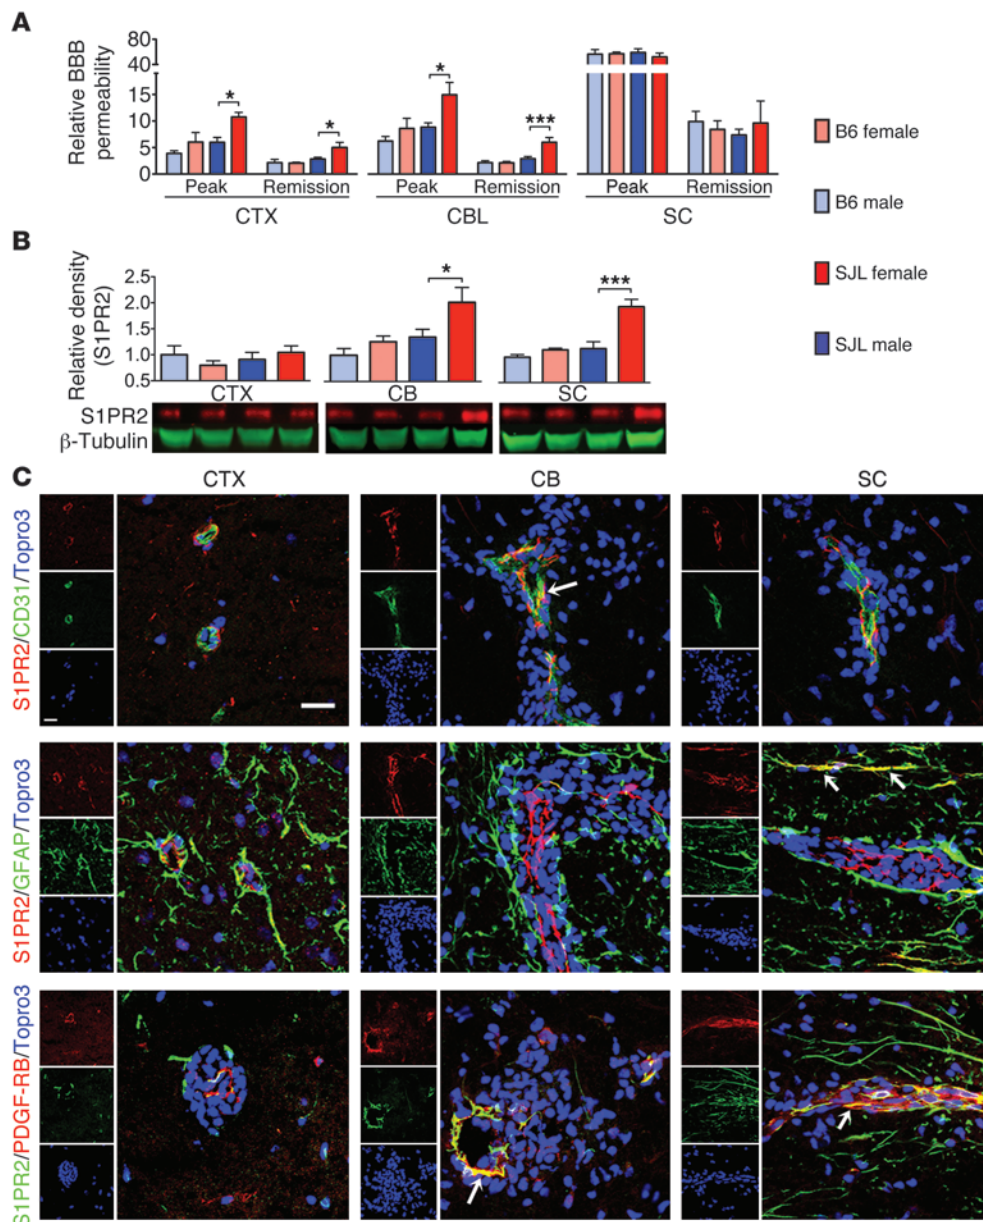 A
Relative BBB
permeability
80
40
15
10
5
0
*
*
*
***
Peak
Remission
Peak
Remission
Peak
Remission
CTX
CBL
SC
B6 female
B6 male
SJL female
SJL male
B
Relative density
(S1PR2)
2.5
2.0
1.5
1.0
0.5
*
***
CTX
CB
SC
S1PR2
β-Tubulin
C
CTX
CB
SC
S1PR2/CD31/Topro3
S1PR2/GFAP/Topro3
S1PR2/PDGF-RB/Topro3